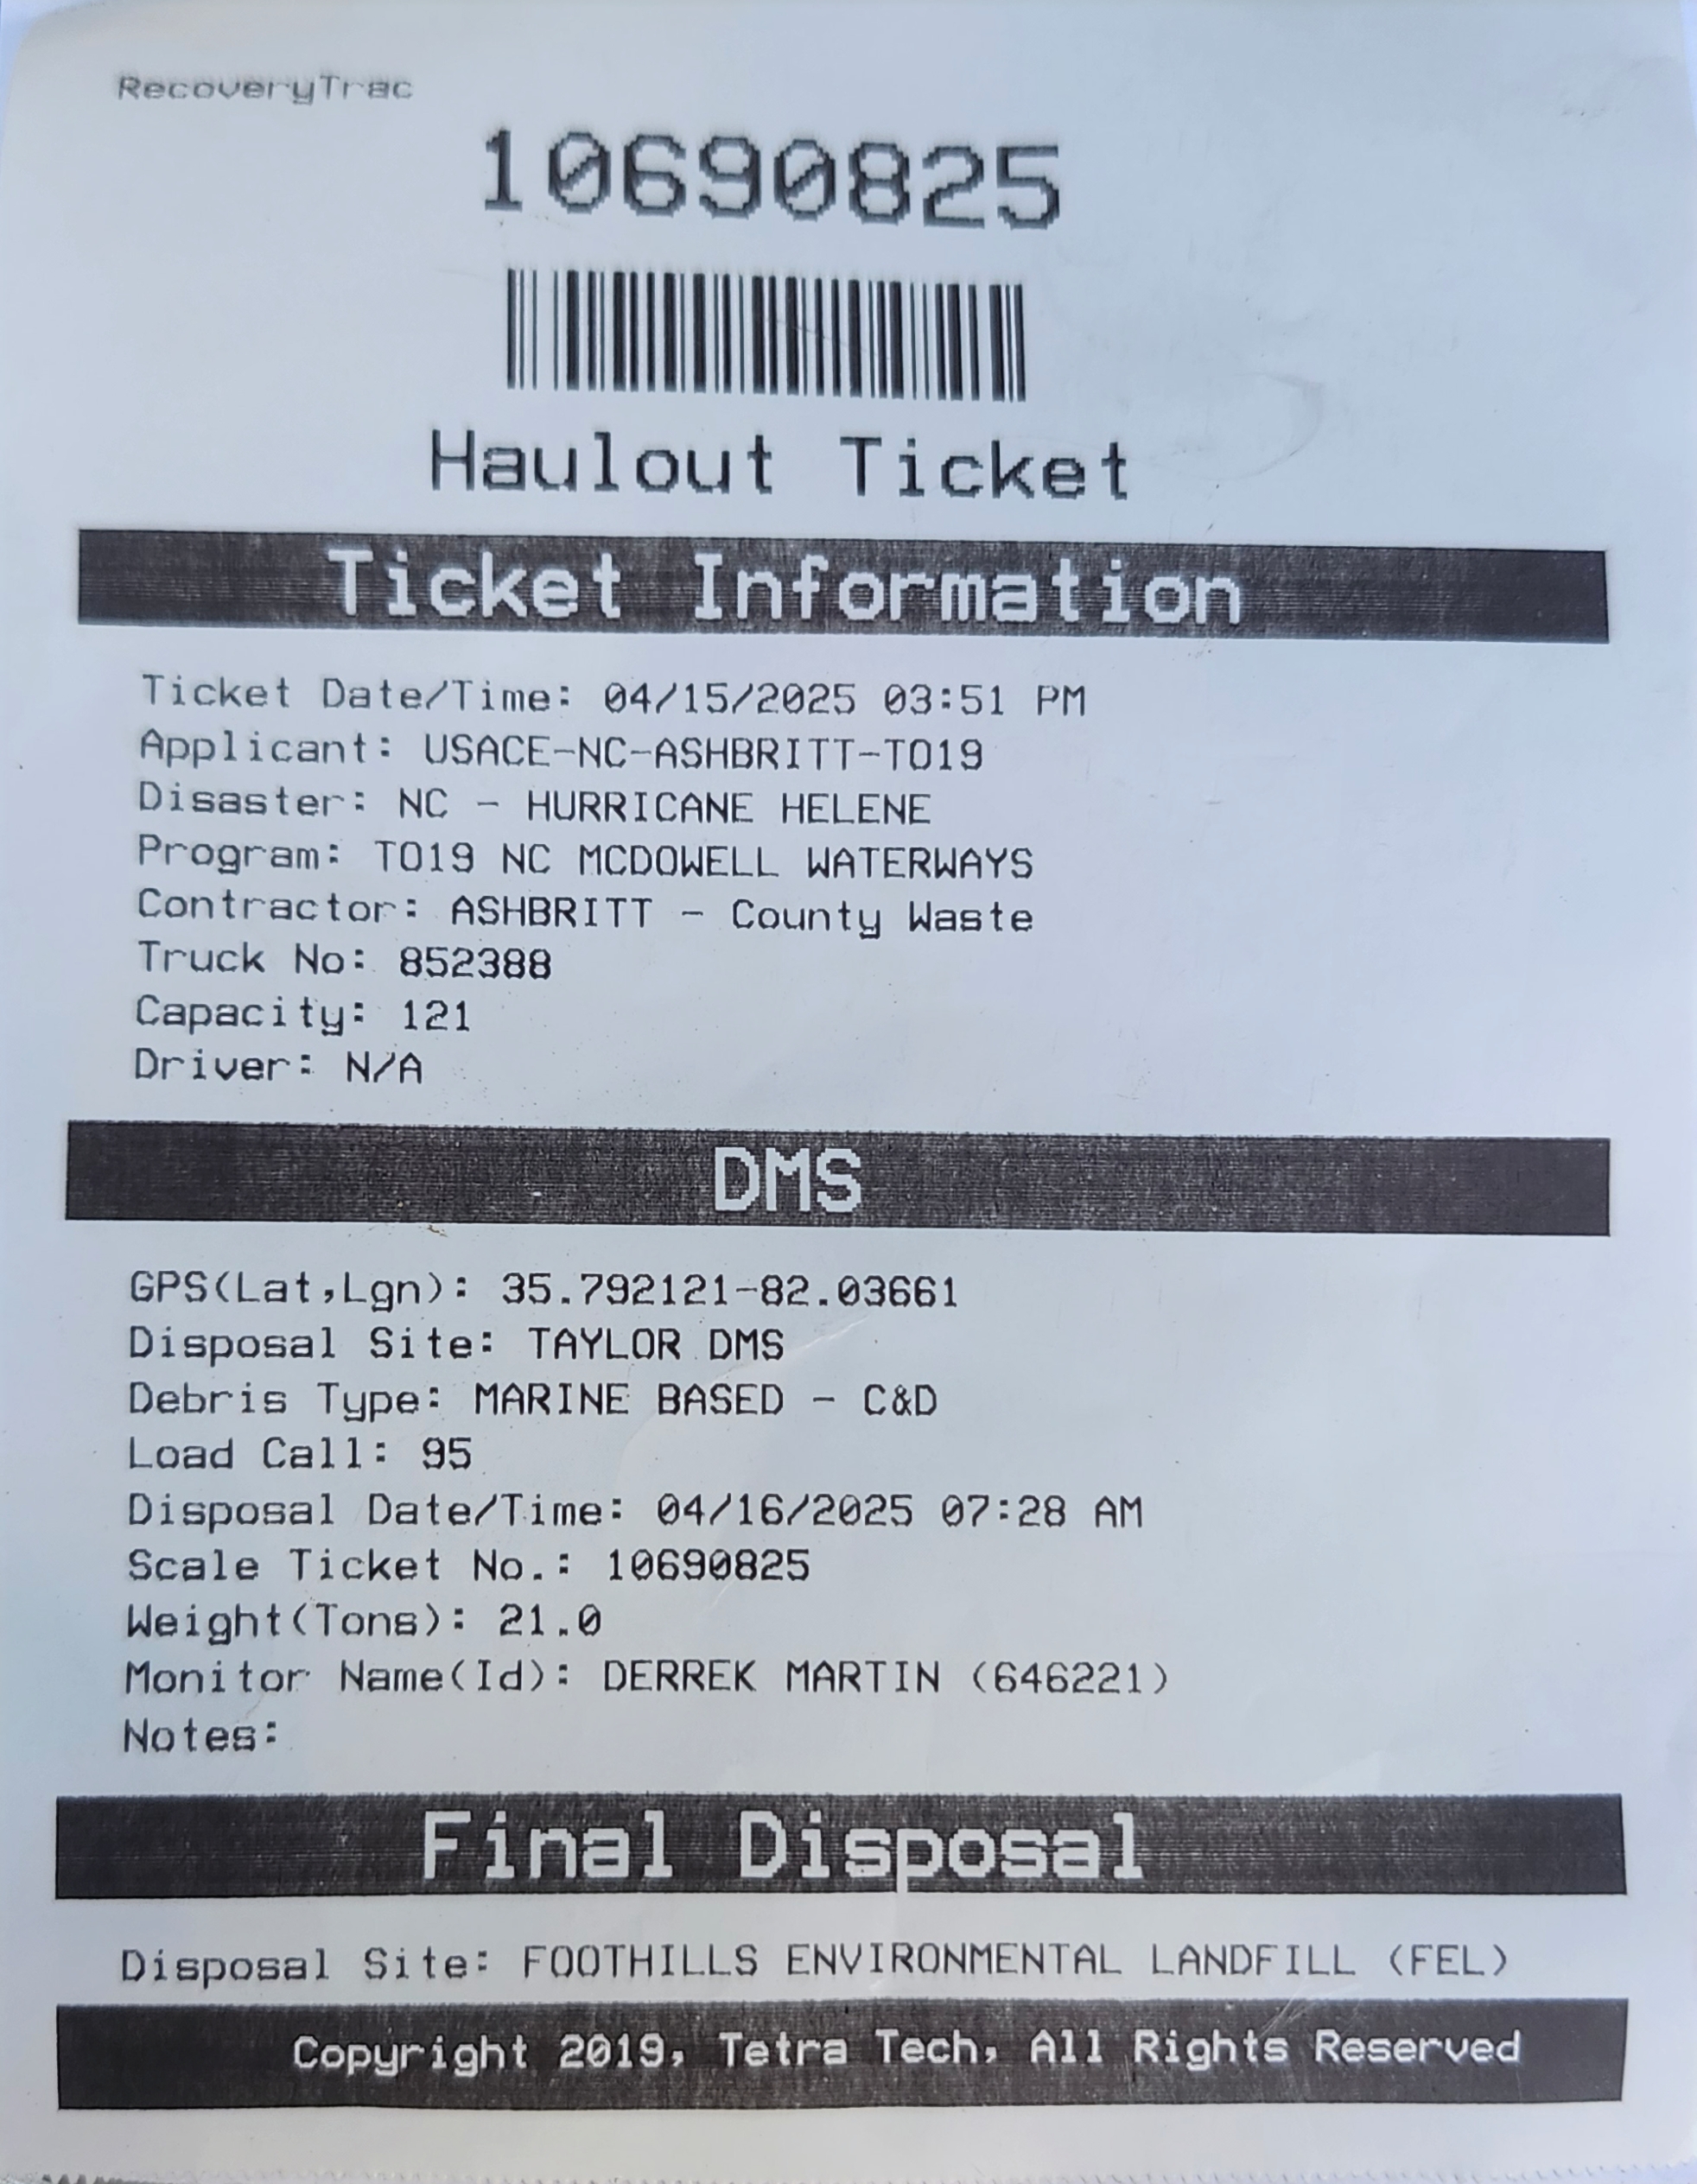 RecoveryTrac
10690825
Haulout Ticket
Ticket Information
Ticket Date/Time: 04/15/2025 03:51 PM
Applicant: USACE-NC-ASHBRITT-TO19
Disaster: NC - HURRICANE HELENE
Program: TO19 NC MCDOWELL WATERWAYS
Contractor: ASHBRITT - County Waste
Truck No: 852388
Capacity: 121
Driver: N/A
DMS
GPS(Lat,Lgn): 35.792121-82.03661
Disposal Site: TAYLOR DMS
Debris Type: MARINE BASED - C&D
Load Call: 95
Disposal Date/Time: 04/16/2025 07:28 AM
Scale Ticket No.: 10690825
Weight(Tons): 21.0
Monitor Name(Id): DERREK MARTIN (646221)
Notes:
Final Disposal
Disposal Site: FOOTHILLS ENVIRONMENTAL LANDFILL (FEL)
Copyright 2019, Tetra Tech, All Rights Reserved